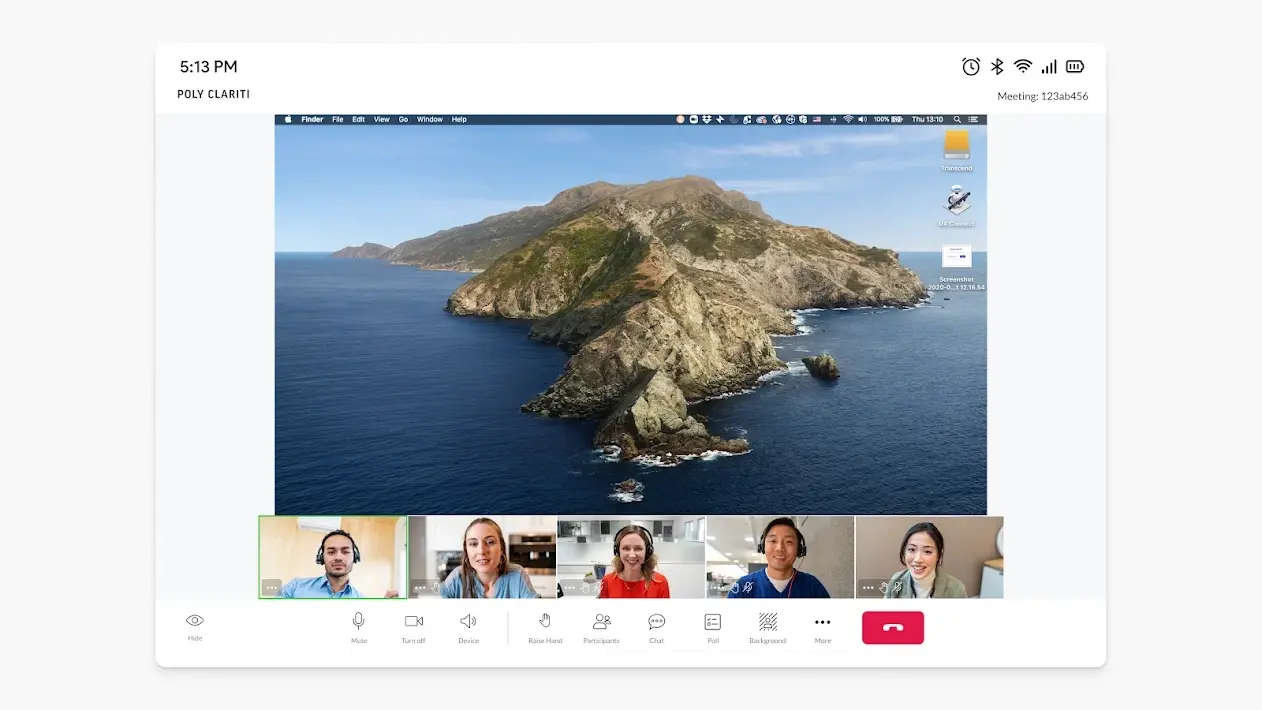 5:13 PM
POLY CLARITI
Meeting: 123ab456
Finder File Edit View Go Window Help
100% Thu 13:10
Transcend
Screenshot
2020-0...t 12.16.54
Hide
Mute
Turn off
Device
Raise Hand
Participants
Chat
Poll
Background
More